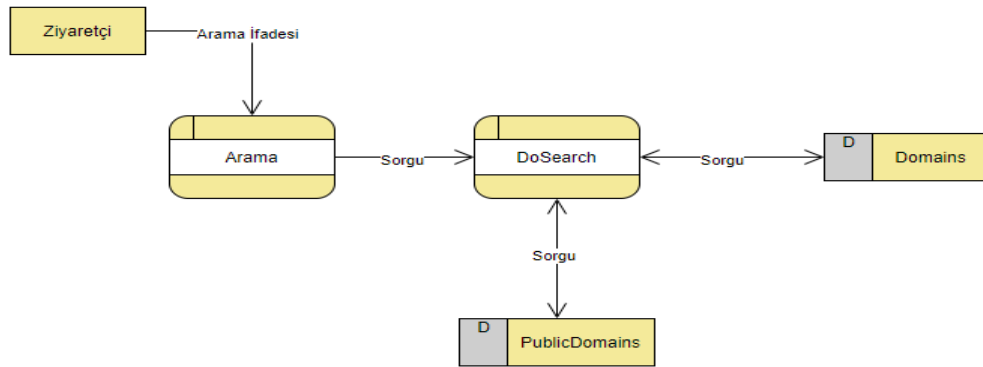 Ziyaretçi
Arama İfadesi
Arama
Sorgu
DoSearch
Sorgu
D
Domains
Sorgu
D
PublicDomains